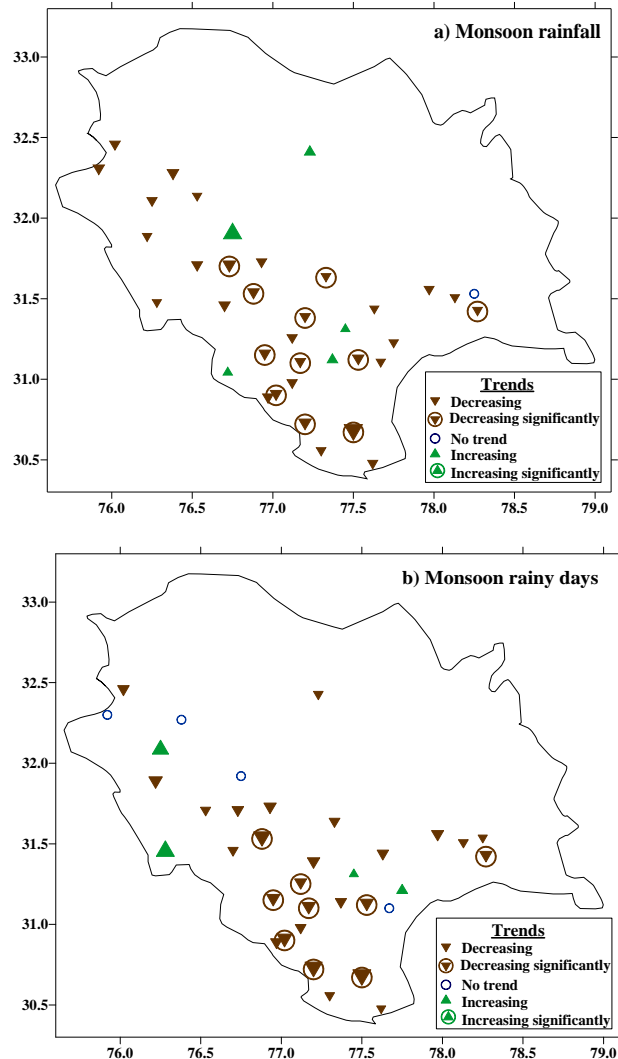 a) Monsoon rainfall
33.0
32.5
32.0
31.5
31.0
30.5
Trends
Decreasing
Decreasing significantly
No trend
Increasing
Increasing significantly
76.0 76.5 77.0 77.5 78.0 78.5 79.0
b) Monsoon rainy days
33.0
32.5
32.0
31.5
31.0
30.5
Trends
Decreasing
Decreasing significantly
No trend
Increasing
Increasing significantly
76.0 76.5 77.0 77.5 78.0 78.5 79.0